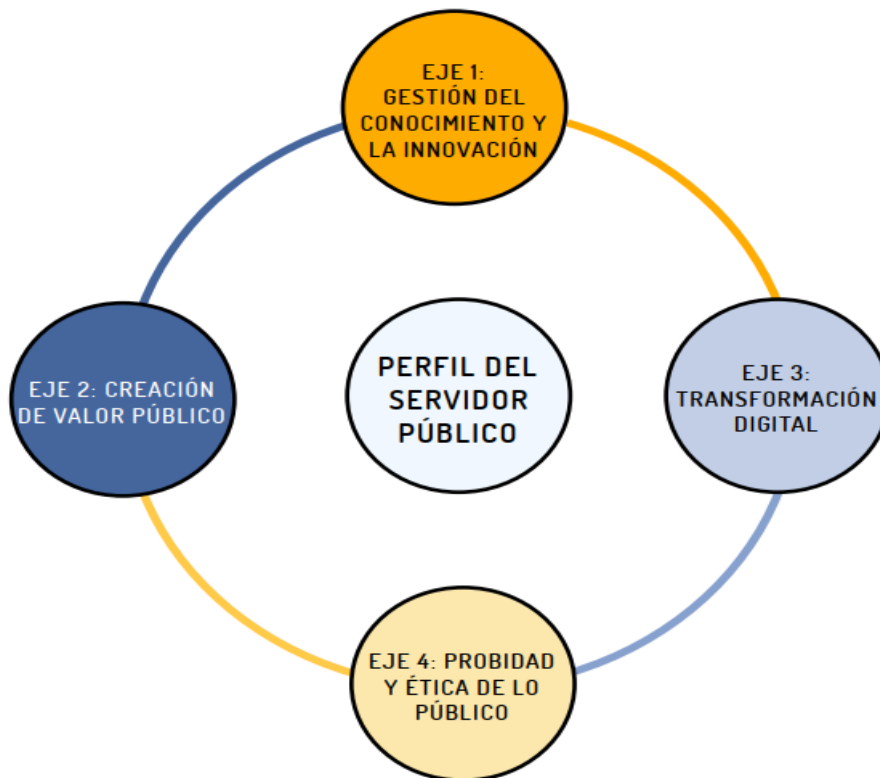 EJE 1:
GESTIÓN DEL
CONOCIMIENTO Y
LA INNOVACIÓN
EJE 2: CREACIÓN
DE VALOR PÚBLICO
PERFIL DEL
SERVIDOR
PÚBLICO
EJE 3:
TRANSFORMACIÓN
DIGITAL
EJE 4: PROBIDAD
Y ÉTICA DE LO
PÚBLICO